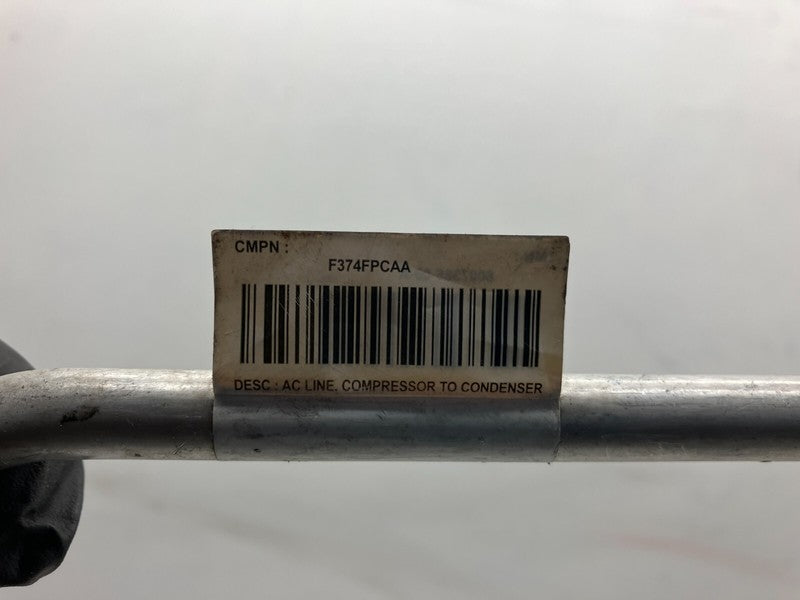 CMPN :
F374FPCAA
DESC : AC LINE, COMPRESSOR TO CONDENSER